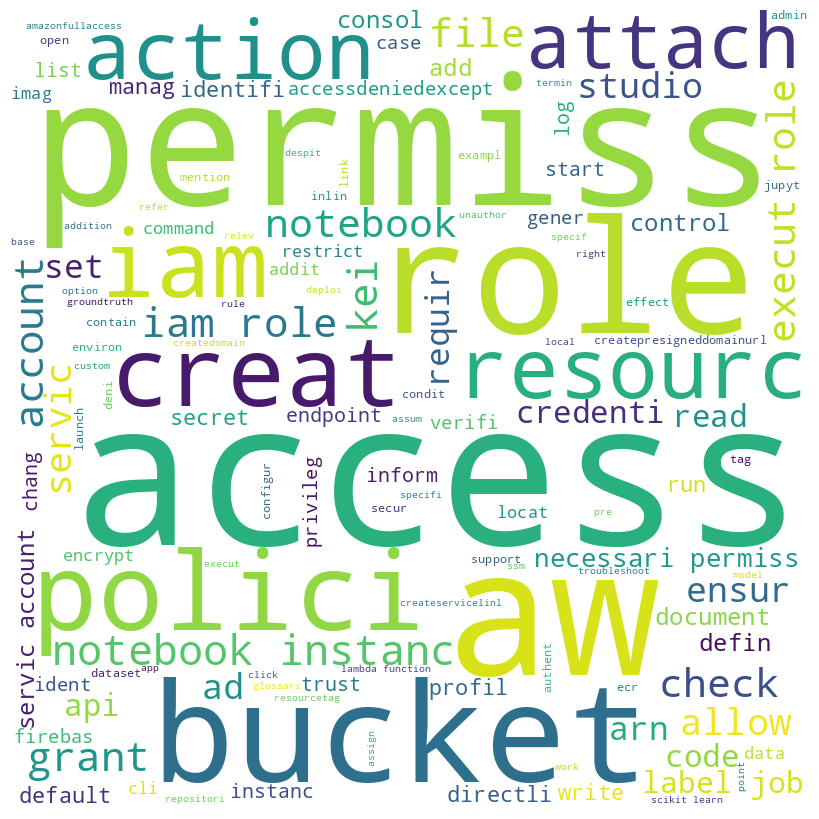 amazonfullaccess
open
list
imag
action
manag
identifi
consol
case
file
add
attach
admin
studio
accessdeniedexcept
termin
permiss
despit
mention
link
exampl
log
start
jupyt
execut role
refer
inlin
addition
command
relev
notebook
unauthor
gener
specif
control
base
set
iam
restrict
addit
right
role
option
groundtruth
rule
deploi
kei
requir
effect
account
contain
iam role
environ
createdomain
local
createpresigneddomainurl
custom
creat
condit
resourc
servic
launch
deni
secret
endpoint
assum
verifi
credenti
read
access
chang
configur
privileg
inform
specifi
secur
locat
tag
run
pre
encrypt
execut
support
ssm
necessari permiss
troubleshoot
model
polici
createservicelinl
aw
ensur
document
defin
service account
notebook instanc
dataset
app
click
lambda function
authent
ident
ad
glossari
resourcetag
trust
profil
ecr
check
api
firebas
bucket
arn
allow
grant
assign
work
code
data
default
cli
repositori
instanc
directli
write
label
job
point
scikit learn